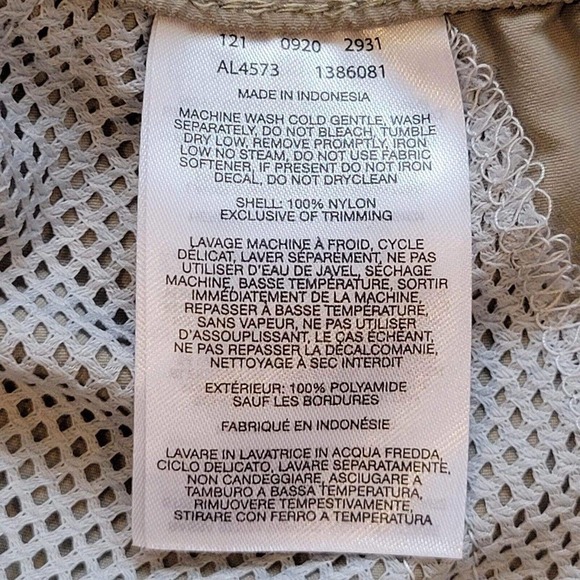 121 0920 2931
AL4573 1386081
MADE IN INDONESIA
MACHINE WASH COLD GENTLE, WASH
SEPARATELY, DO NOT BLEACH, TUMBLE
DRY LOW, REMOVE PROMPTLY, IRON
LOW NO STEAM, DO NOT USE FABRIC
SOFTENER, IF PRESENT DO NOT IRON
DECAL, DO NOT DRYCLEAN
SHELL: 100% NYLON
EXCLUSIVE OF TRIMMING
LAVAGE MACHINE À FROID, CYCLE
DÉLICAT, LAVER SÉPAREMENT, NE PAS
UTILISER D'EAU DE JAVEL, SÉCHAGE
MACHINE, BASSE TEMPÉRATURE, SORTIR
IMMÉDIATEMENT DE LA MACHINE,
REPASSER À BASSE TEMPÉRATURE,
SANS VAPEUR, NE PAS UTILISER
D'ASSOUPLISSANT, LE CAS ÉCHÉANT,
NE PAS REPASSER LA DÉCALCOMANIE,
NETTOYAGE À SEC INTERDIT
EXTÉRIEUR: 100% POLYAMIDE
SAUF LES BORDURES
FABRIQUÉ EN INDONÉSIE
LAVARE IN LAVATRICE IN ACQUA FREDDA,
CICLO DELICATO, LAVARE SEPARATAMENTE,
NON CANDEGGIARE, ASCIUGARE A
TAMBURO A BASSA TEMPERATURA,
RIMUOVERE TEMPESTIVAMENTE,
STIRARE CON FERRO A TEMPERATURA